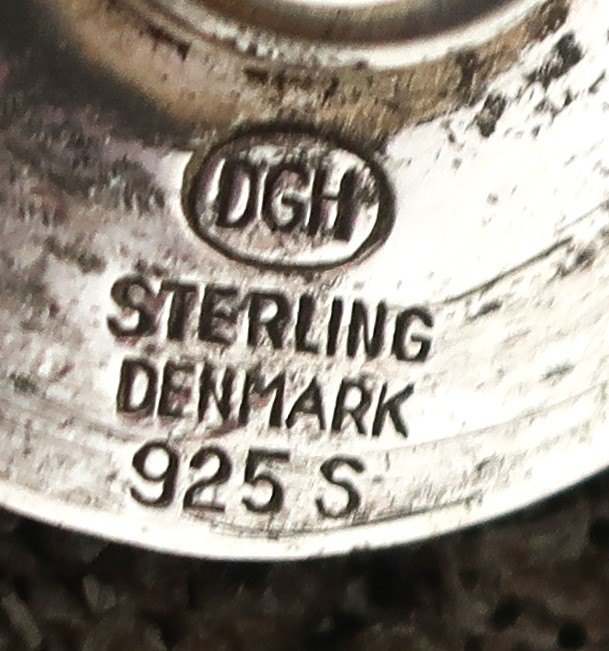 DGH
STERLING
DENMARK
925 S